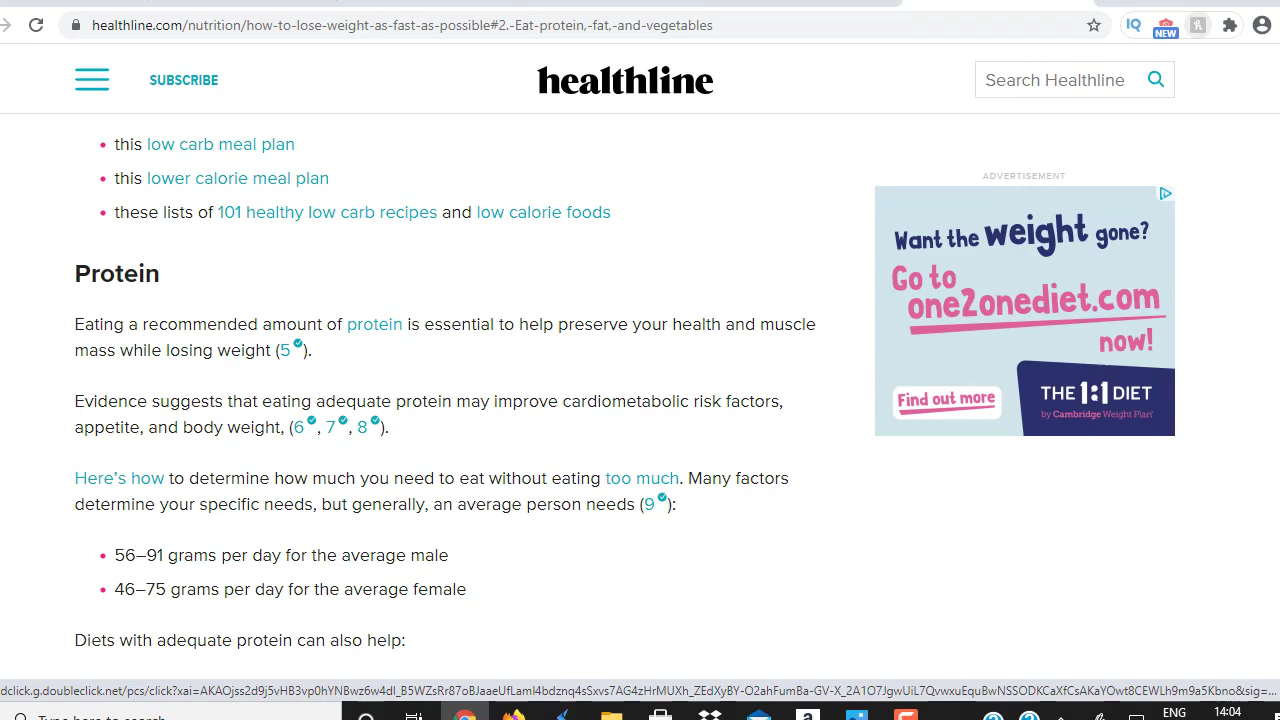 healthline.com/nutrition/how-to-lose-weight-as-fast-as-possible#2.-Eat-protein,-fat,-and-vegetables
IQ
NEW
SUBSCRIBE
healthline
Search Healthline
• this low carb meal plan
• this lower calorie meal plan
• these lists of 101 healthy low carb recipes and low calorie foods
ADVERTISEMENT
Want the weight gone?
Go to
one2onediet.com
now!
Find out more
THE 1:1 DIET
by Cambridge Weight Plan
Protein
Eating a recommended amount of protein is essential to help preserve your health and muscle
mass while losing weight (5).
Evidence suggests that eating adequate protein may improve cardiometabolic risk factors,
appetite, and body weight, (6, 7, 8).
Here's how to determine how much you need to eat without eating too much. Many factors
determine your specific needs, but generally, an average person needs (9):
• 56–91 grams per day for the average male
• 46–75 grams per day for the average female
Diets with adequate protein can also help:
Type here to search
ENG
14:04